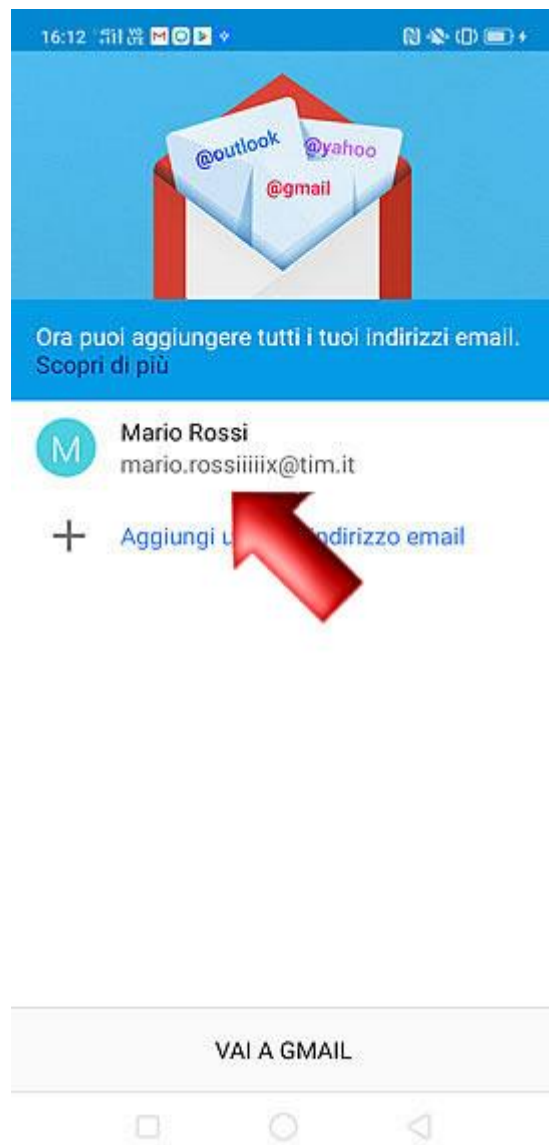 16:12
@outlook
@yahoo
@gmail
Ora puoi aggiungere tutti i tuoi indirizzi email.
Scopri di più
M
Mario Rossi
mario.rossiiiiix@tim.it
Aggiungi indirizzo email
VAI A GMAIL